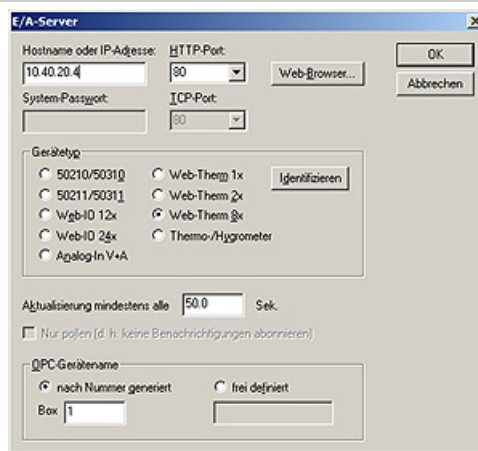 E/A-Server
Hostname oder IP-Adresse: HTTP-Port:
10.40.20.4 80 Web-Browser... OK
Abbrechen
System-Passwort: TCP-Port:
80
Gerätetyp
50210/50310 Web-Therm 1x Identifizieren
50211/50311 Web-Therm 2x
Web-IO 12x Web-Therm 8x
Web-IO 24x Thermo-/Hygrometer
Analog-In V+A
Aktualisierung mindestens alle 50.0 Sek.
Nur pollen (d. h. keine Benachrichtigungen abonnieren)
OPC-Gerätename
nach Nummer generiert frei definiert
Box 1